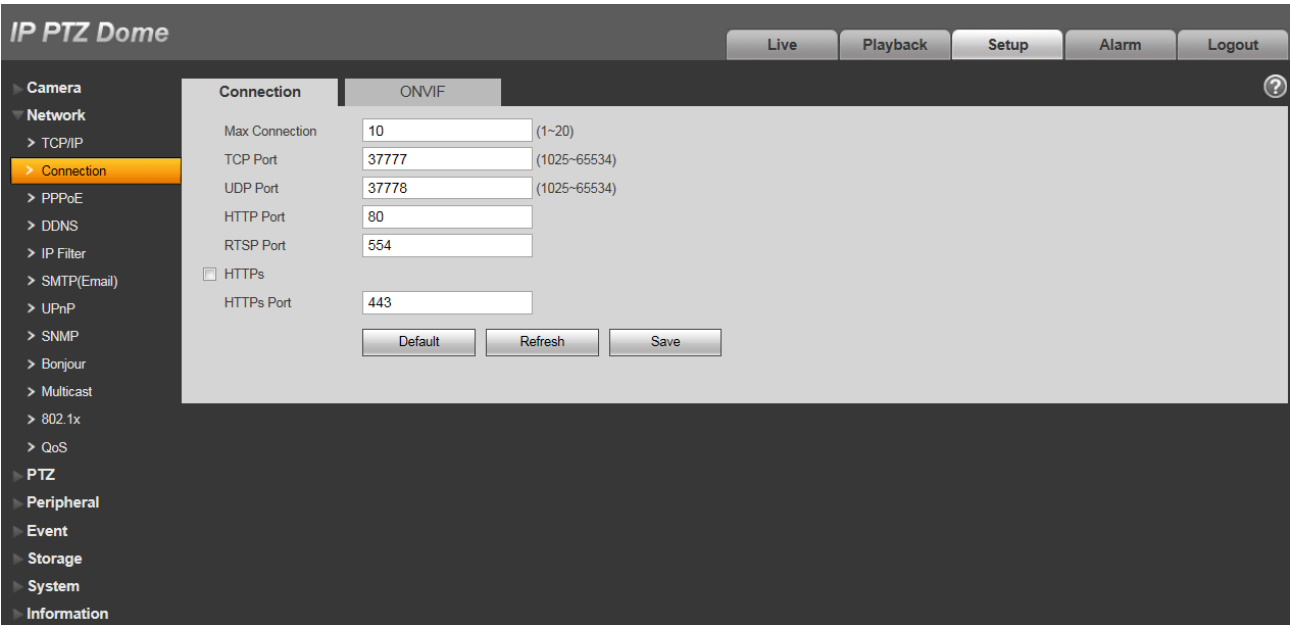 IP PTZ Dome
Live
Playback
Setup
Alarm
Logout
Camera
Network
> TCP/IP
> Connection
> PPPoE
> DDNS
> IP Filter
> SMTP(Email)
> UPnP
> SNMP
> Bonjour
> Multicast
> 802.1x
> QoS
PTZ
Peripheral
Event
Storage
System
Information
Connection
ONVIF
?
Max Connection 10 (1~20)
TCP Port 37777 (1025~65534)
UDP Port 37778 (1025~65534)
HTTP Port 80
RTSP Port 554
HTTPs
HTTPs Port 443
Default
Refresh
Save